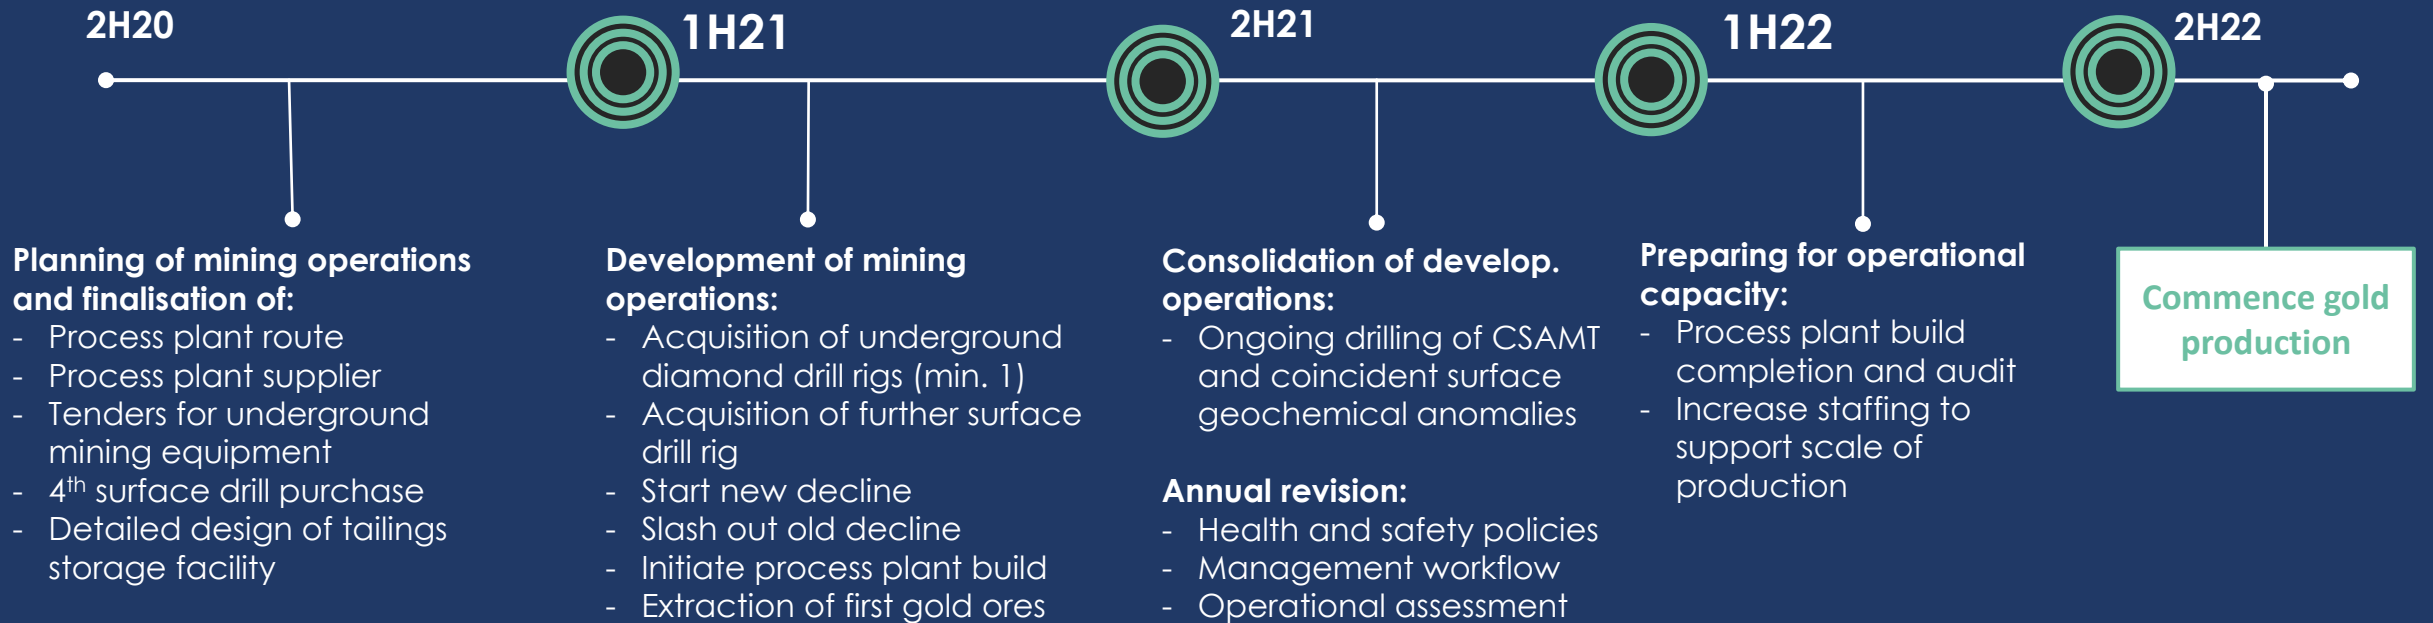 2H20
1H21
2H21
1H22
2H22
Planning of mining operations
and finalisation of:
- Process plant route
- Process plant supplier
- Tenders for underground
mining equipment
- 4th surface drill purchase
- Detailed design of tailings
storage facility
Development of mining
operations:
- Acquisition of underground
diamond drill rigs (min. 1)
- Acquisition of further surface
drill rig
- Start new decline
- Slash out old decline
- Initiate process plant build
- Extraction of first gold ores
Consolidation of develop.
operations:
- Ongoing drilling of CSAMT
and coincident surface
geochemical anomalies
Annual revision:
- Health and safety policies
- Management workflow
- Operational assessment
Preparing for operational
capacity:
- Process plant build
completion and audit
- Increase staffing to
support scale of
production
Commence gold
production